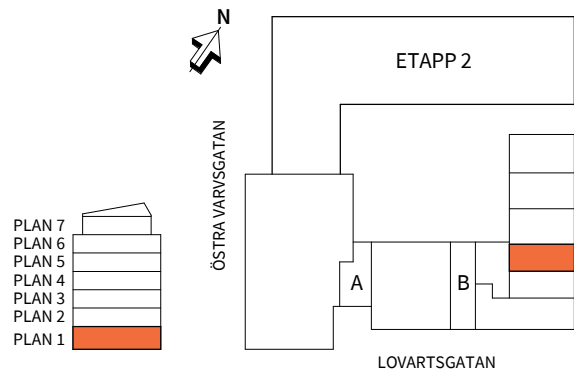 N
ETAPP 2
ÖSTRA VARVSGATAN
PLAN 7
PLAN 6
PLAN 5
PLAN 4
PLAN 3
PLAN 2
PLAN 1
A
B
LOVARTSGATAN